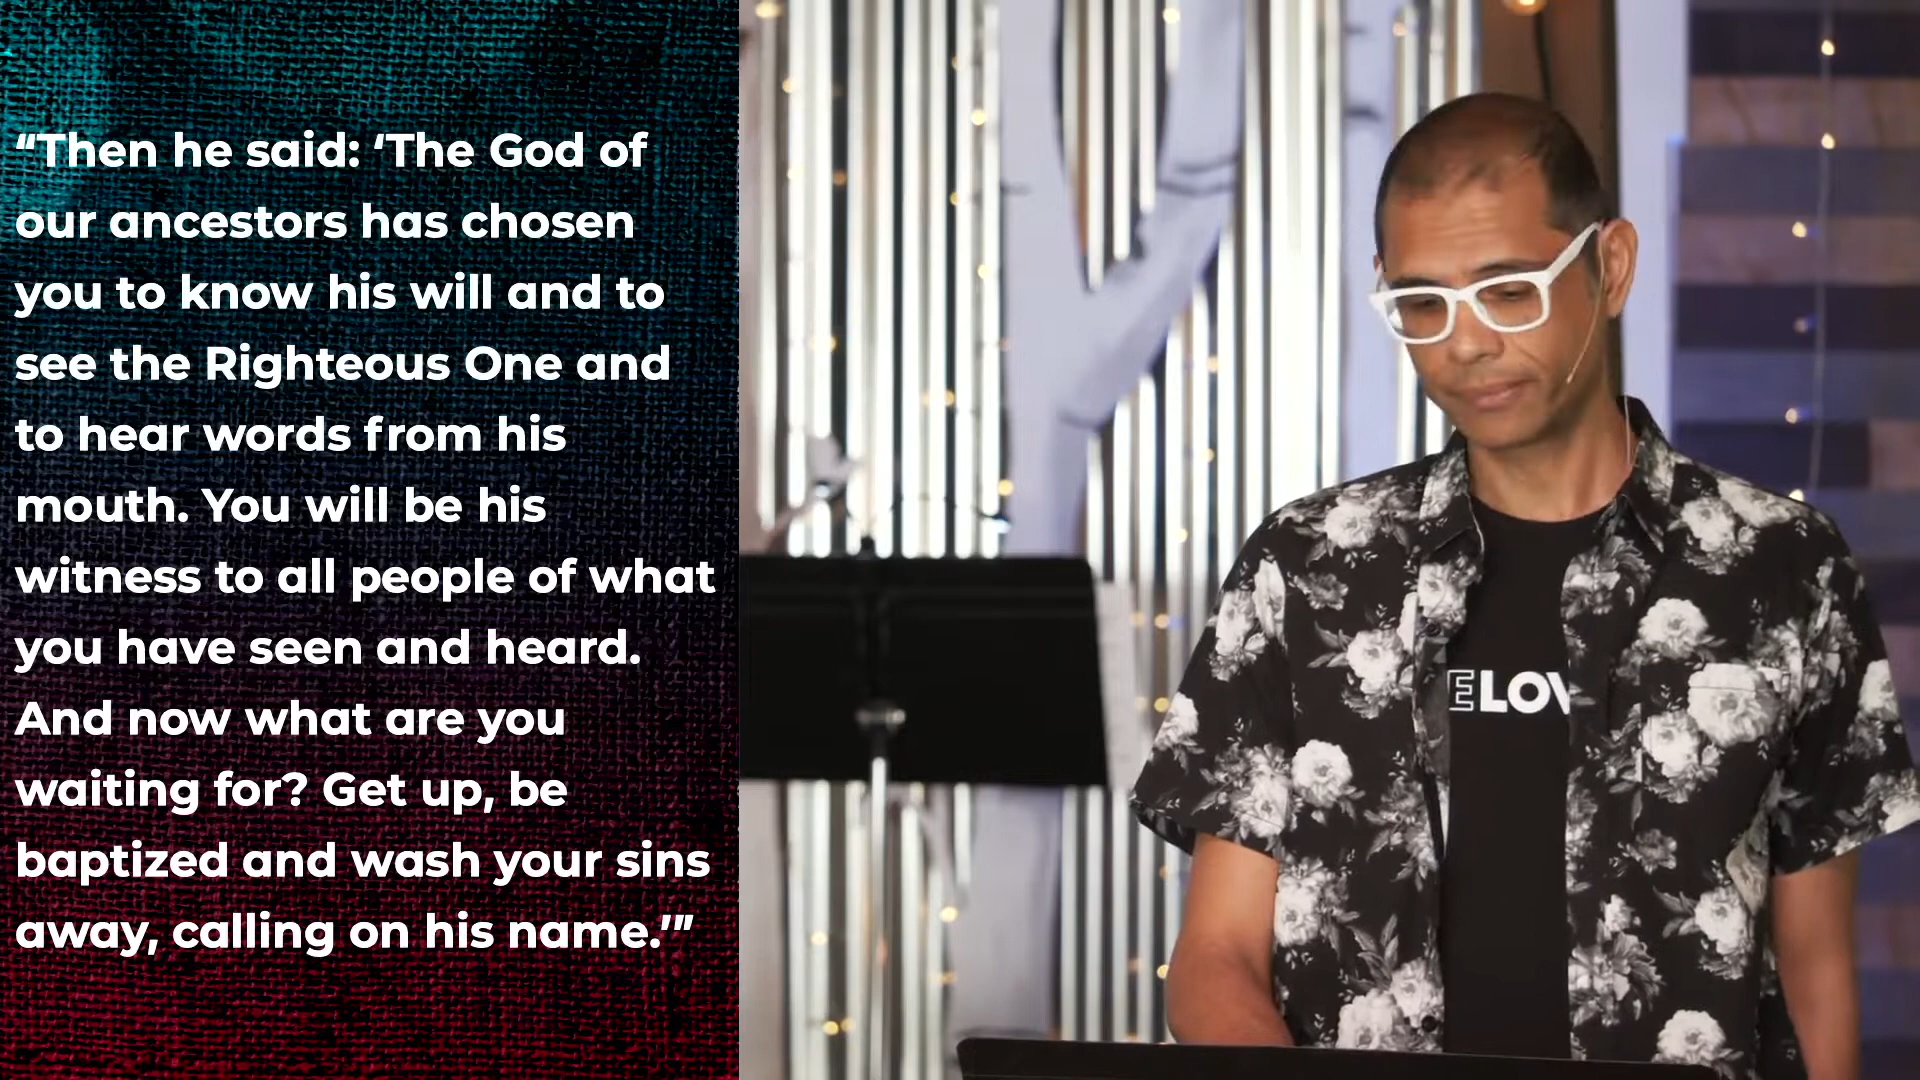 “Then he said: ‘The God of
our ancestors has chosen
you to know his will and to
see the Righteous One and
to hear words from his
mouth. You will be his
witness to all people of what
you have seen and heard.
And now what are you
waiting for? Get up, be
baptized and wash your sins
away, calling on his name.’”
ELOV